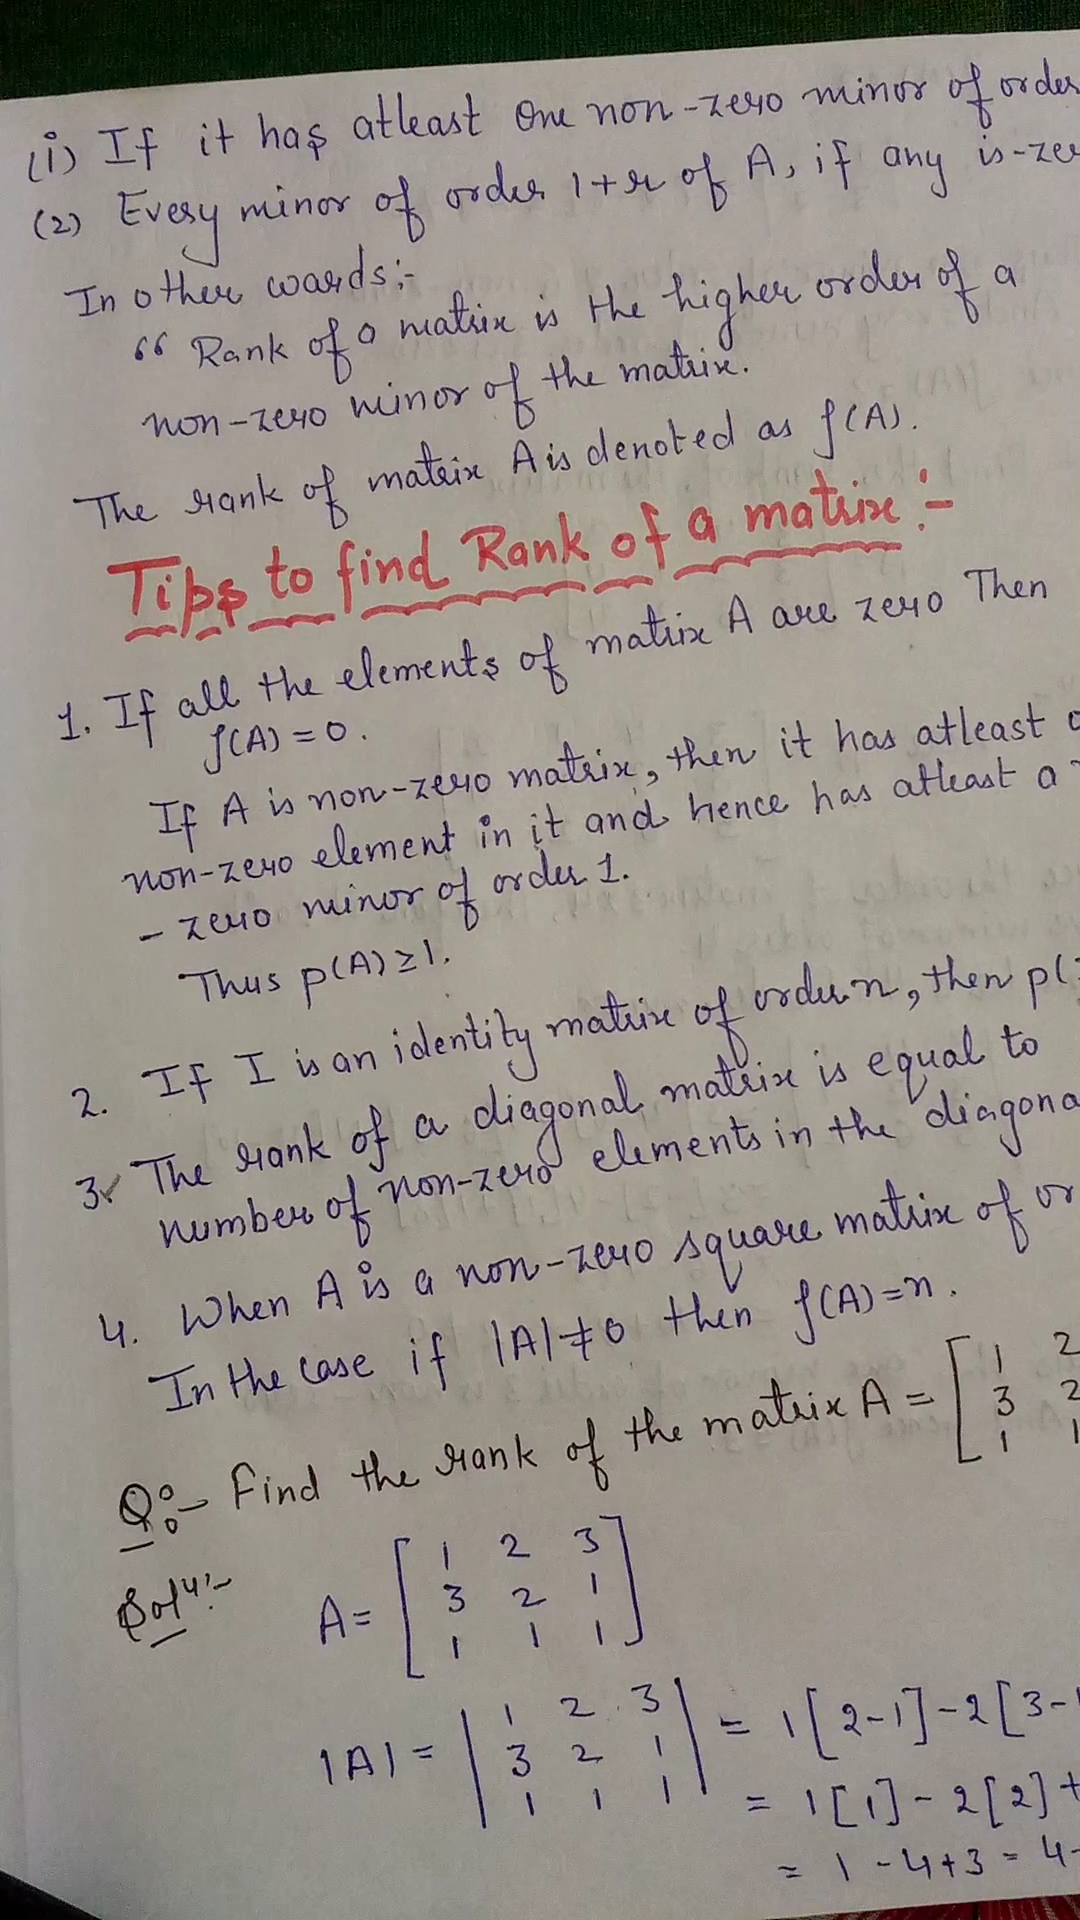 (i) If it has atleast one non-zero minor of order
(2) Every minor of order 1+r of A, if any is-zer
In other wards:-
" Rank of a matrix is the higher order of a
non-zero minor of the matrix.
The rank of matrix A is denoted as ƒ(A).
Tips to find Rank of a matrix:-
1. If all the elements of matrix A are zero Then
ƒ(A) = 0.
If A is non-zero matrix, then it has atleast o
non-zero element in it and hence has atleast a
- zero minor of order 1.
Thus p(A) ≥ 1.
2. If I is an identity matrix of order n, then p(
3. The rank of a diagonal matrix is equal to
number of non-zero elements in the diagona
4. When A is a non-zero square matrix of or
In the case if |A| ≠ 0 then ƒ(A) = n.
Q:- Find the rank of the matrix A = [ 1 2
3 2
1 1
Solⁿ:- A = [ 1 2 3
3 2 1
1 1 1 ]
|A| = | 1 2 3
3 2 1
1 1 1 | = 1[2-1]-2[3-1
= 1[1]-2[2]+
= 1-4+3 = 4-